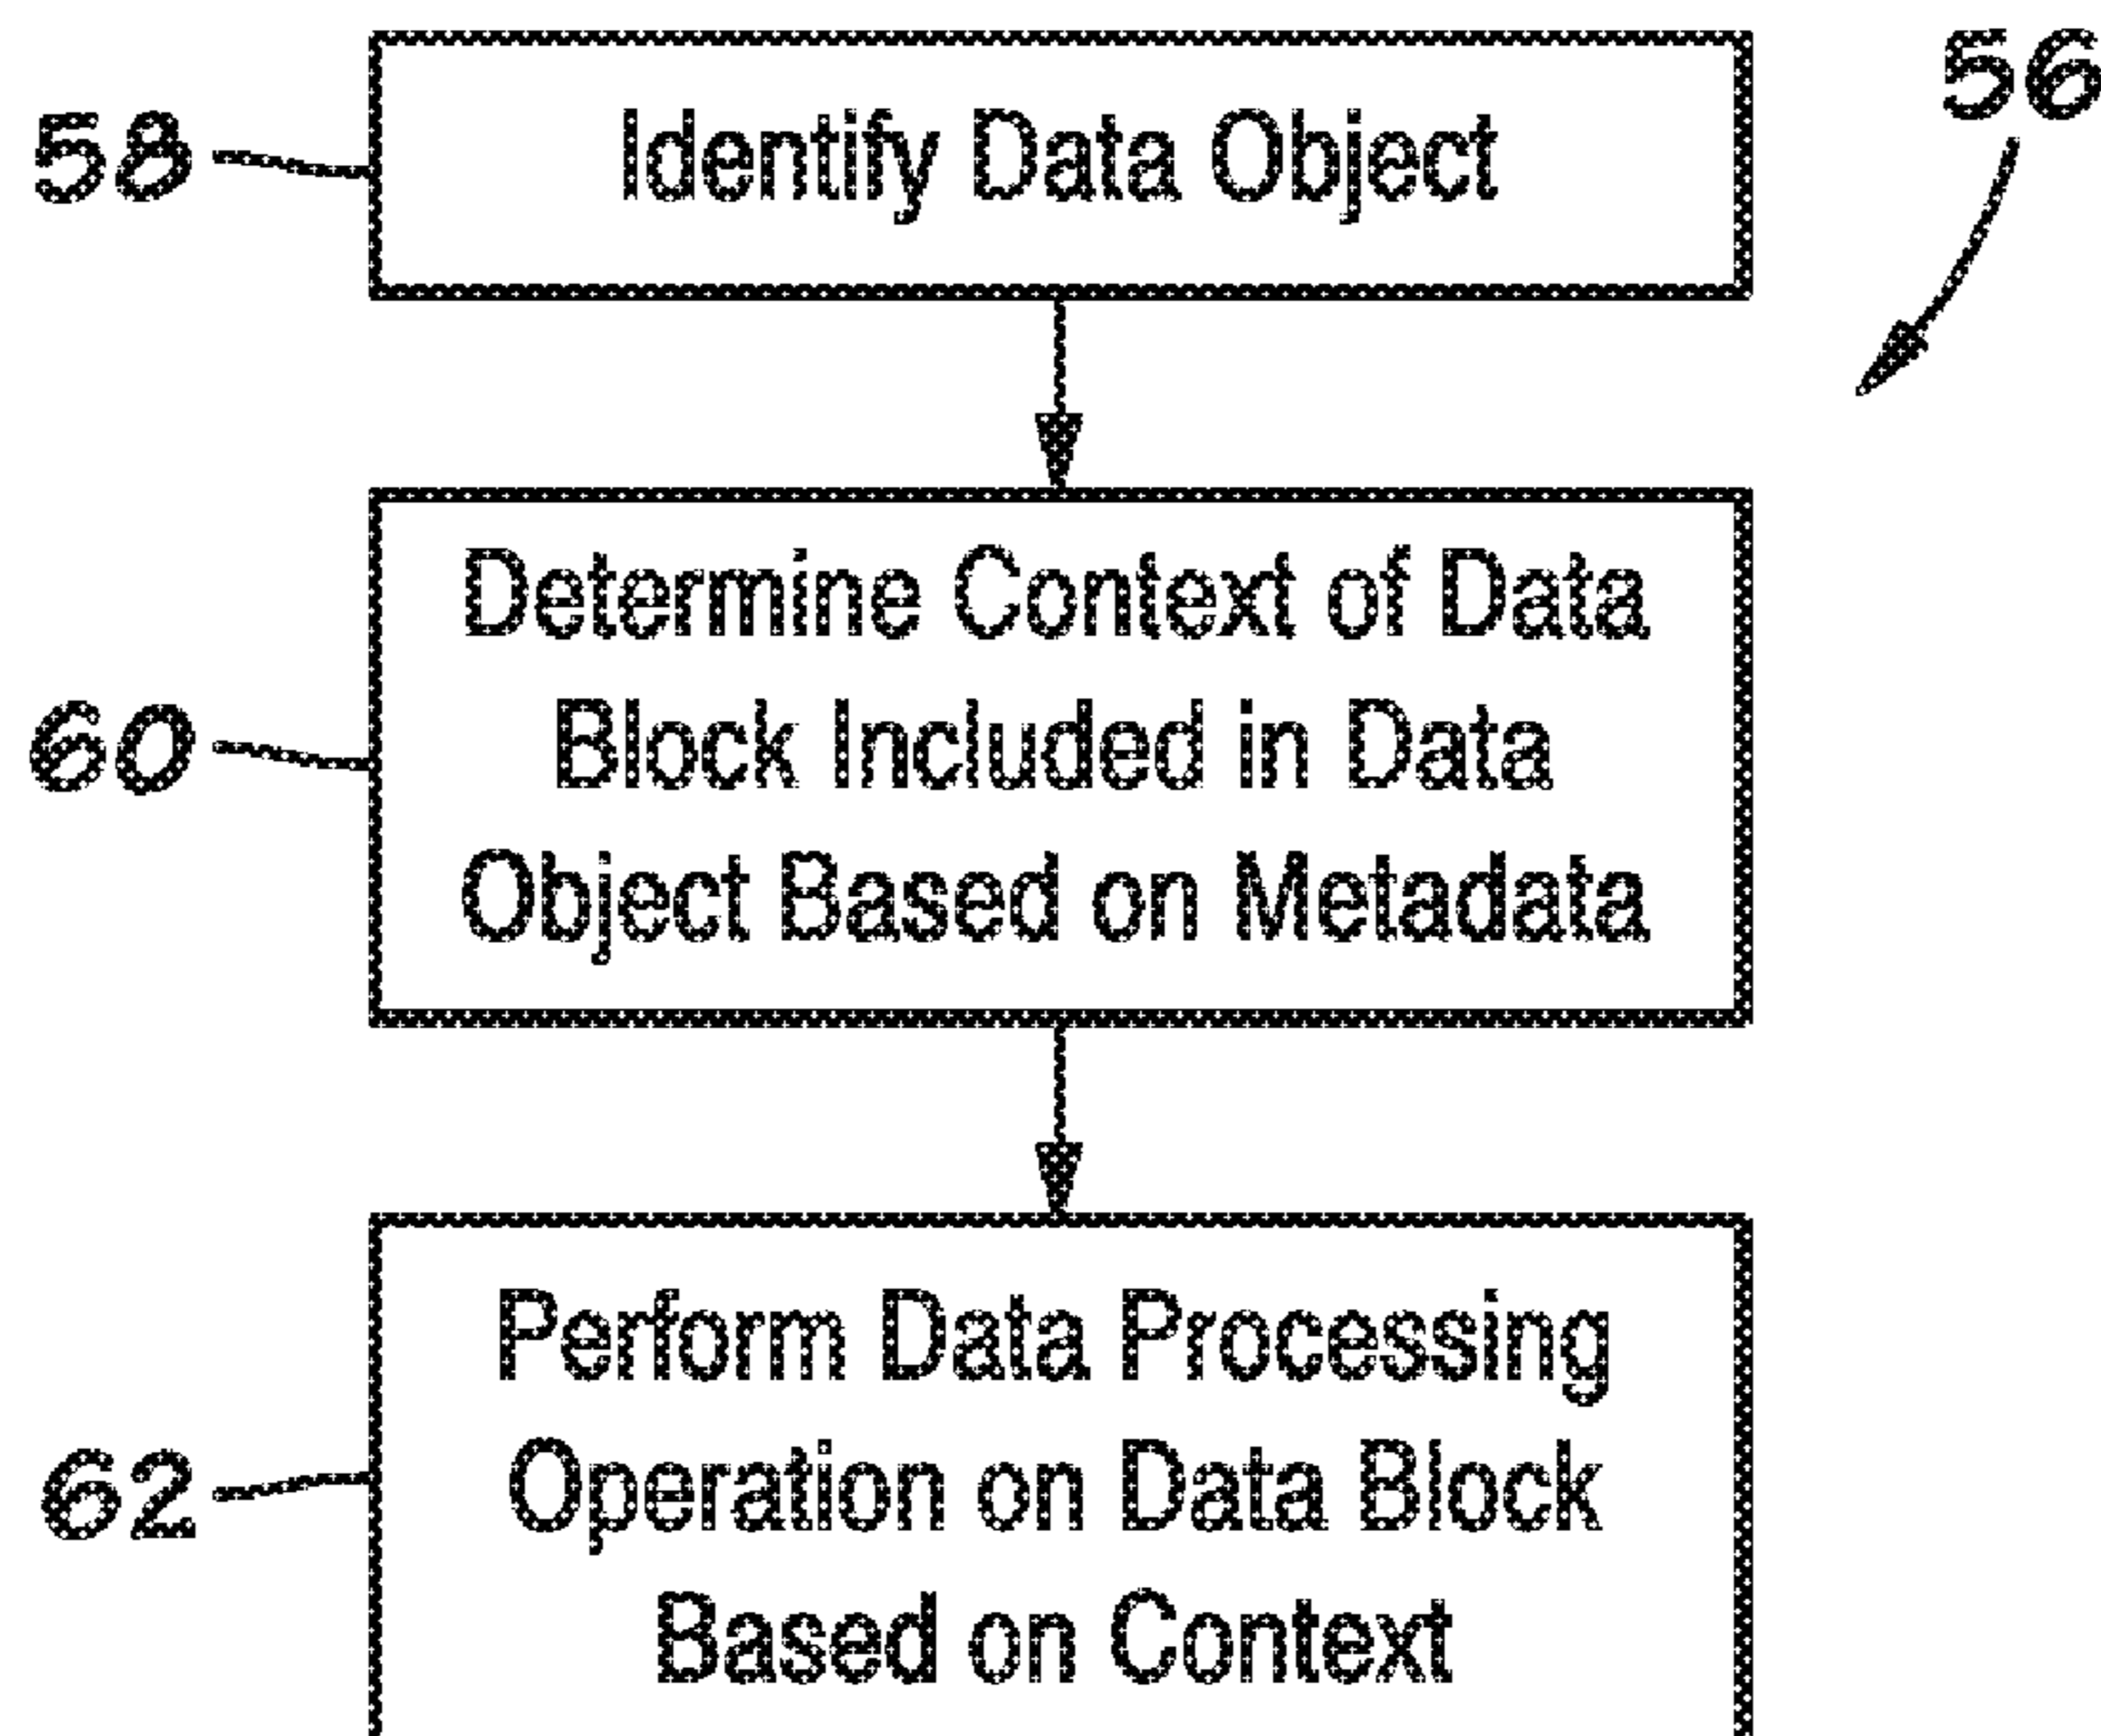 56
58
Identify Data Object
60
Determine Context of Data
Block Included in Data
Object Based on Metadata
62
Perform Data Processing
Operation on Data Block
Based on Context